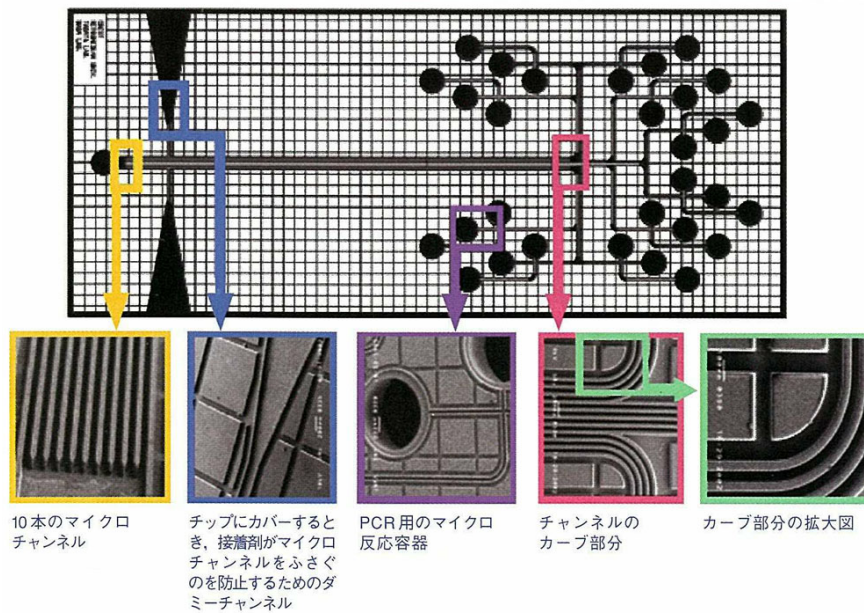 10本のマイクロ
チャンネル
チップにカバーすると
き，接着剤がマイクロ
チャンネルをふさぐ
のを防止するためのダ
ミーチャンネル
PCR用のマイクロ
反応容器
チャンネルの
カーブ部分
カーブ部分の拡大図